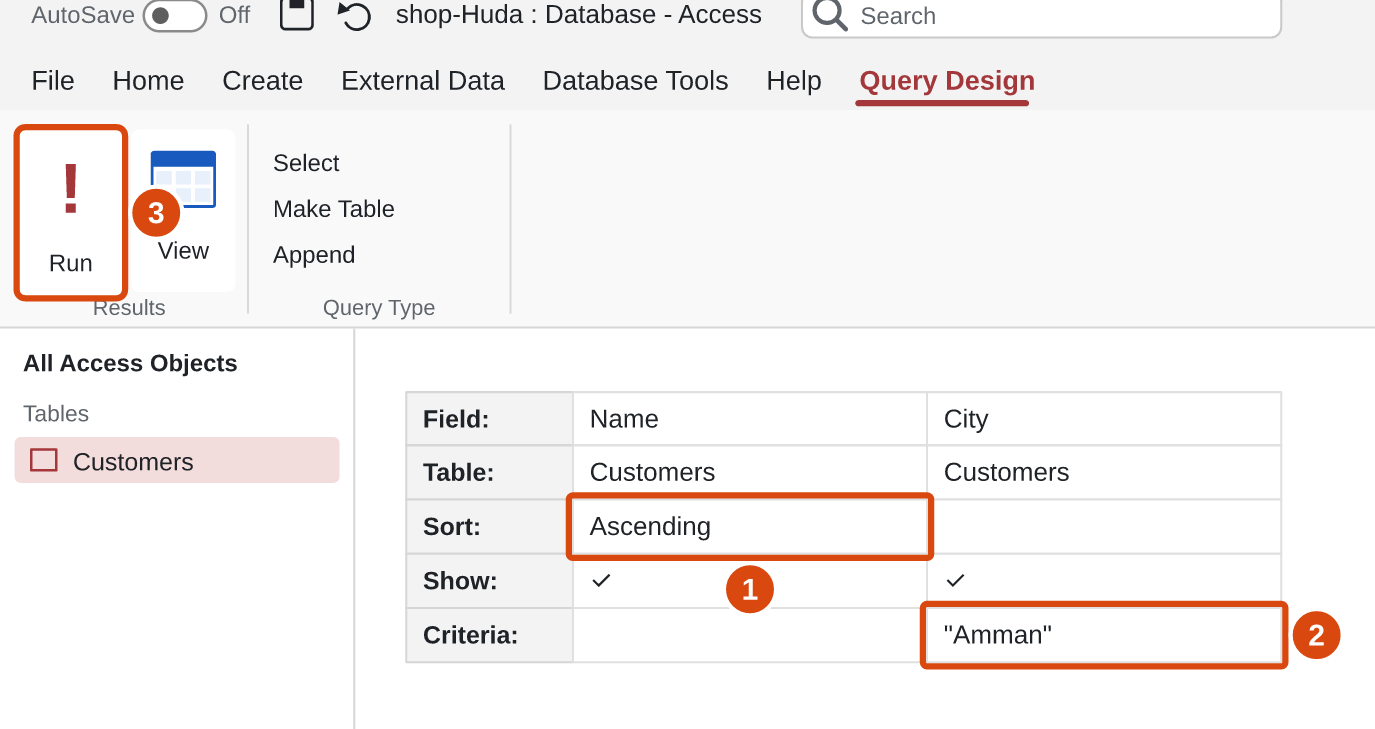 AutoSave Off shop-Huda : Database - Access Search
File Home Create External Data Database Tools Help Query Design
! Run
3
View
Results
Select
Make Table
Append
Query Type
All Access Objects
Tables
Customers
Field: Name City
Table: Customers Customers
Sort: Ascending
Show:
1
Criteria: "Amman" 2